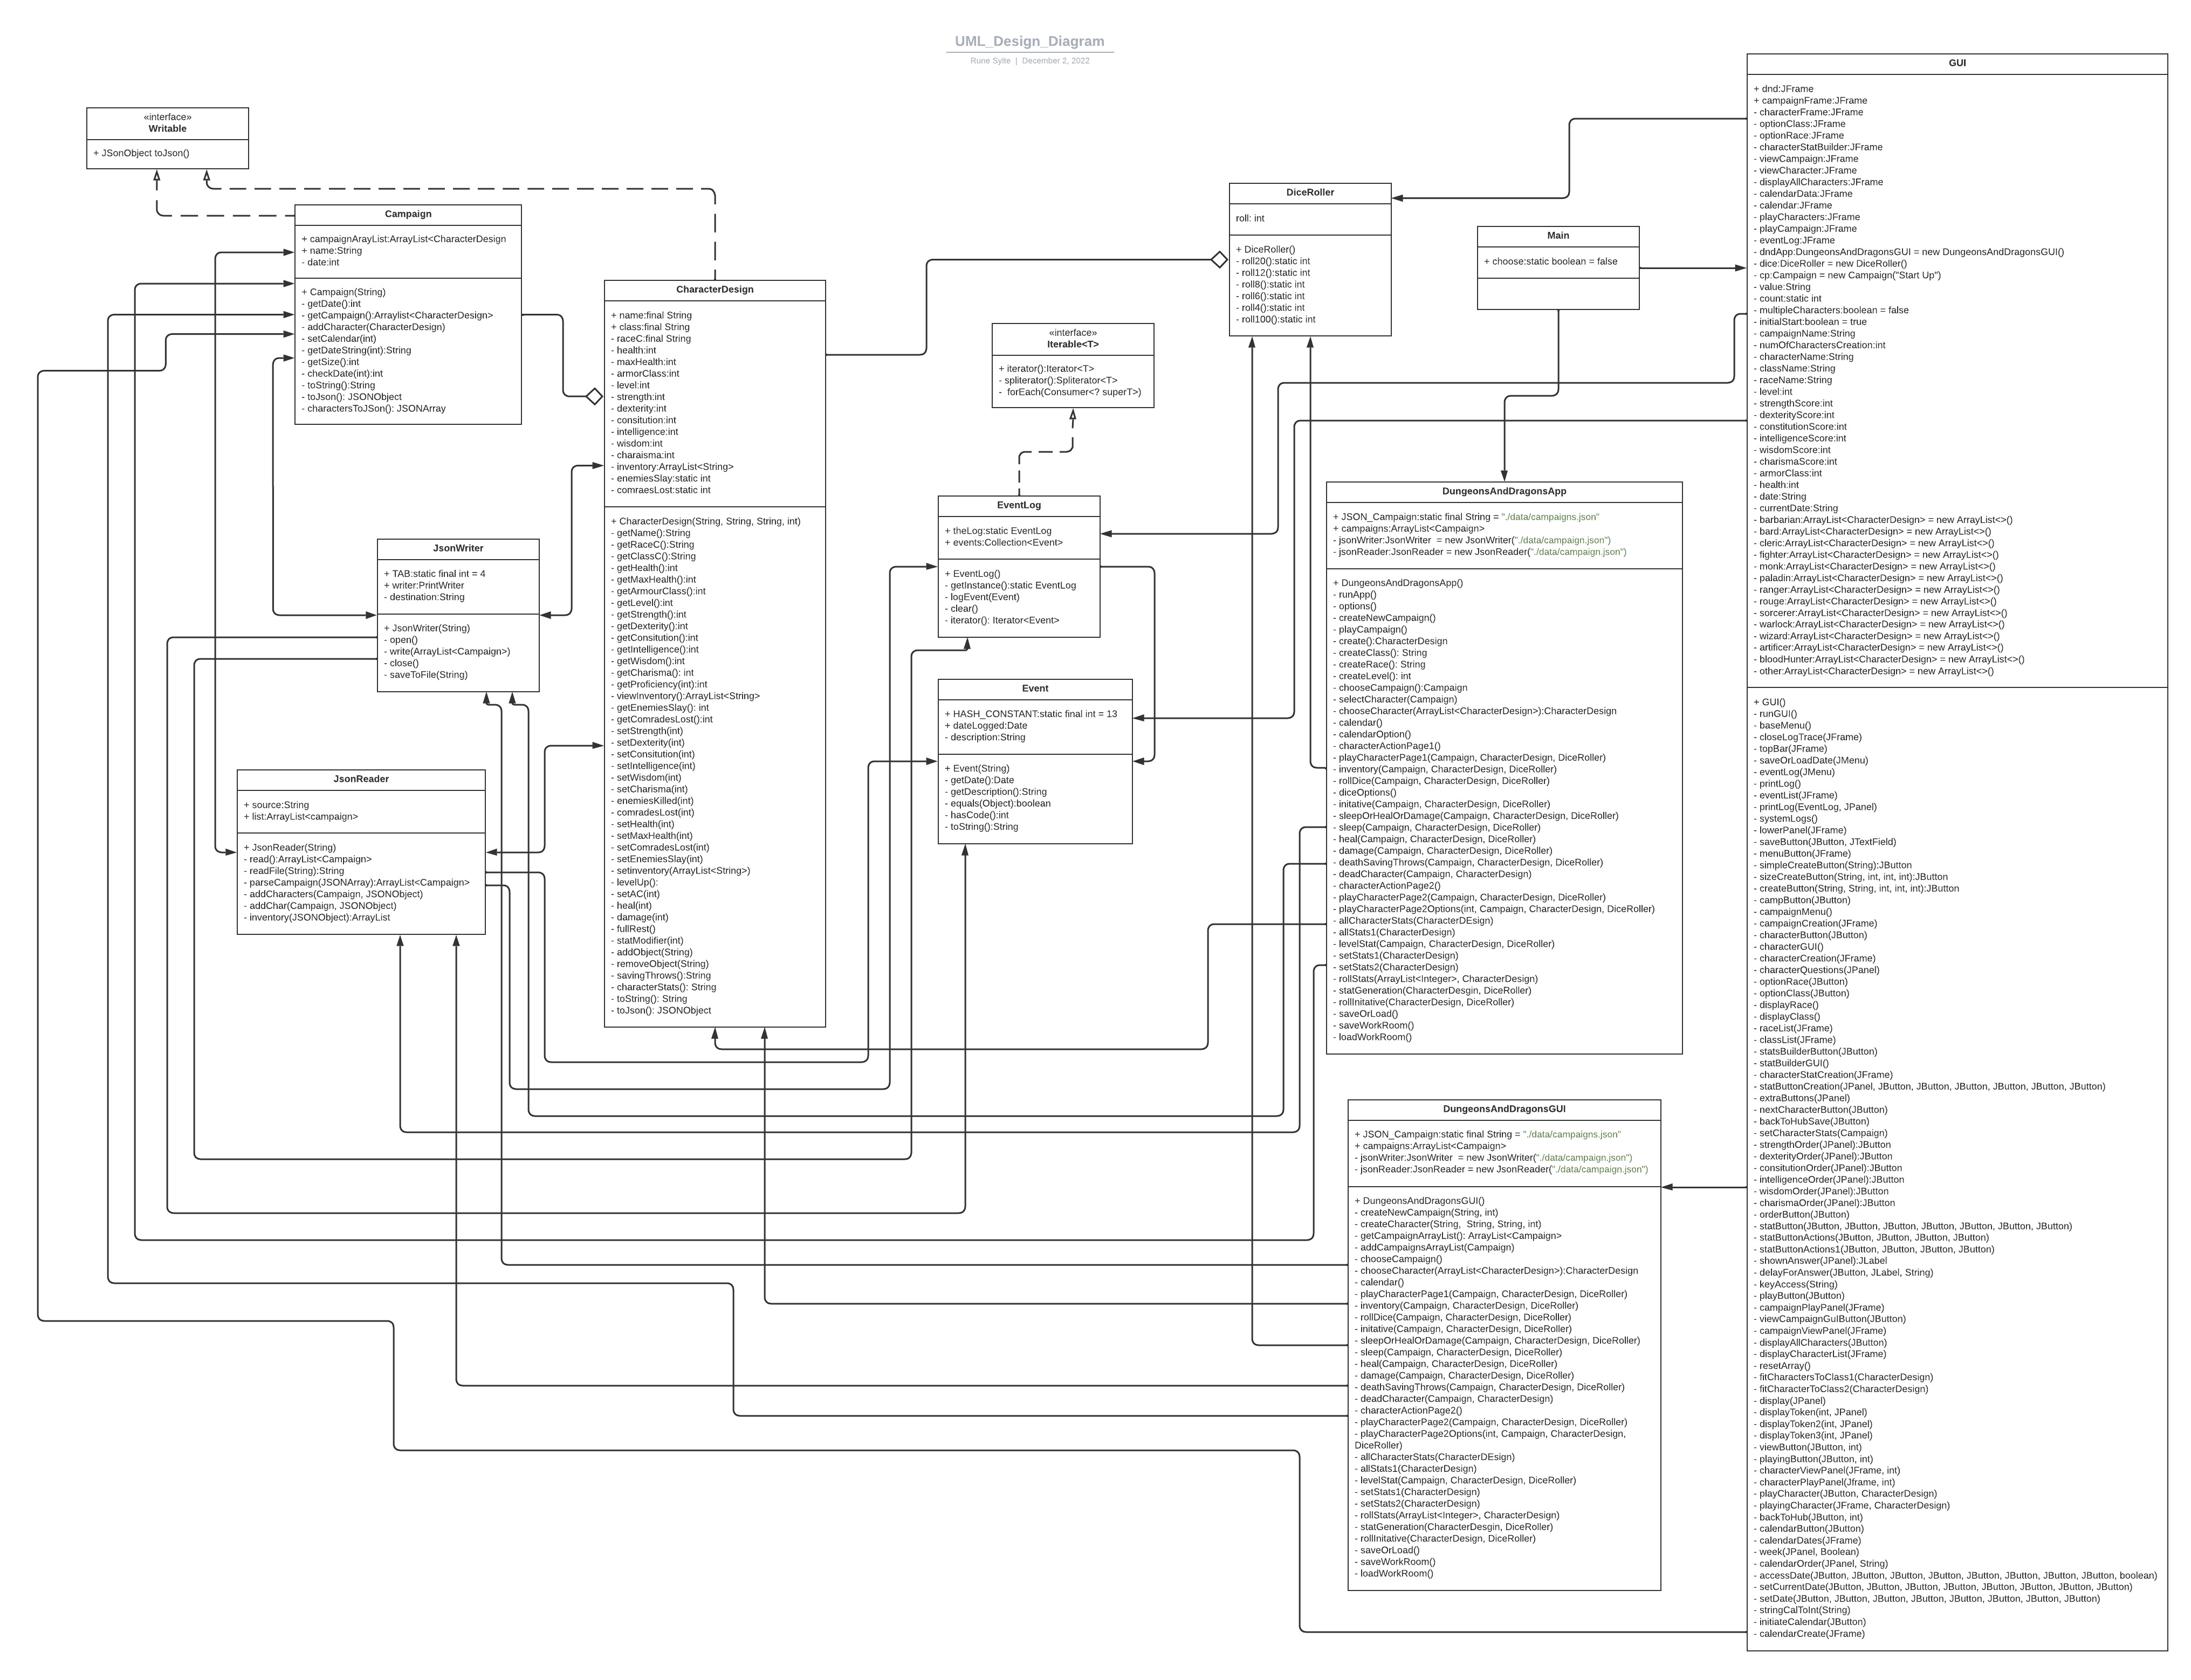 UML_Design_Diagram
Rune Sylte | December 2, 2022
«interface»
Writable
+ JSonObject toJson()
Campaign
+ campaignArayList:ArrayList<CharacterDesign
+ name:String
- date:int
+ Campaign(String)
- getDate():int
- getCampaign():Arraylist<CharacterDesign>
- addCharacter(CharacterDesign)
- setCalendar(int)
- getDateString(int):String
- getSize():int
- checkDate(int):int
- toString():String
- toJson(): JSONObject
- charactersToJSon(): JSONArray
JsonWriter
+ TAB:static final int = 4
+ writer:PrintWriter
- destination:String
+ JsonWriter(String)
- open()
- write(ArrayList<Campaign>)
- close()
- saveToFile(String)
JsonReader
+ source:String
+ list:ArrayList<campaign>
+ JsonReader(String)
- read():ArrayList<Campaign>
- readFile(String):String
- parseCampaign(JSONArray):ArrayList<Campaign>
- addCharacters(Campaign, JSONObject)
- addChar(Campaign, JSONObject)
- inventory(JSONObject):ArrayList
CharacterDesign
+ name:final String
+ class:final String
- raceC:final String
- health:int
- maxHealth:int
- armorClass:int
- level:int
- strength:int
- dexterity:int
- consitution:int
- intelligence:int
- wisdom:int
- charaisma:int
- inventory:ArrayList<String>
- enemiesSlay:static int
- comraesLost:static int
+ CharacterDesign(String, String, String, int)
- getName():String
- getRaceC():String
- getClassC():String
- getHealth():int
- getMaxHealth():int
- getArmourClass():int
- getLevel():int
- getStrength():int
- getDexterity():int
- getConsitution():int
- getIntelligence():int
- getWisdom():int
- getCharisma(): int
- getProficiency(int):int
- viewInventory():ArrayList<String>
- getEnemiesSlay(): int
- getComradesLost():int
- setStrength(int)
- setDexterity(int)
- setConsitution(int)
- setIntelligence(int)
- setWisdom(int)
- setCharisma(int)
- enemiesKilled(int)
- comradesLost(int)
- setHealth(int)
- setMaxHealth(int)
- setComradesLost(int)
- setEnemiesSlay(int)
- setinventory(ArrayList<String>)
- levelUp():
- setAC(int)
- heal(int)
- damage(int)
- fullRest()
- statModifier(int)
- addObject(String)
- removeObject(String)
- savingThrows():String
- characterStats(): String
- toString(): String
- toJson(): JSONObject
DiceRoller
roll: int
+ DiceRoller()
- roll20():static int
- roll12():static int
- roll8():static int
- roll6():static int
- roll4():static int
- roll100():static int
«interface»
Iterable<T>
+ iterator():Iterator<T>
- spliterator():Spliterator<T>
- forEach(Consumer<? superT>)
EventLog
+ theLog:static EventLog
+ events:Collection<Event>
+ EventLog()
- getInstance():static EventLog
- logEvent(Event)
- clear()
- iterator(): Iterator<Event>
Event
+ HASH_CONSTANT:static final int = 13
+ dateLogged:Date
- description:String
+ Event(String)
- getDate():Date
- getDescription():String
- equals(Object):boolean
- hasCode():int
- toString():String
Main
+ choose:static boolean = false
DungeonsAndDragonsApp
+ JSON_Campaign:static final String = "./data/campaigns.json"
+ campaigns:ArrayList<Campaign>
- jsonWriter:JsonWriter = new JsonWriter("./data/campaign.json")
- jsonReader:JsonReader = new JsonReader("./data/campaign.json")
+ DungeonsAndDragonsApp()
- runApp()
- options()
- createNewCampaign()
- playCampaign()
- create():CharacterDesign
- createClass(): String
- createRace(): String
- createLevel(): int
- chooseCampaign():Campaign
- selectCharacter(Campaign)
- chooseCharacter(ArrayList<CharacterDesign>):CharacterDesign
- calendar()
- calendarOption()
- characterActionPage1()
- playCharacterPage1(Campaign, CharacterDesign, DiceRoller)
- inventory(Campaign, CharacterDesign, DiceRoller)
- rollDice(Campaign, CharacterDesign, DiceRoller)
- diceOptions()
- initative(Campaign, CharacterDesign, DiceRoller)
- sleepOrHealOrDamage(Campaign, CharacterDesign, DiceRoller)
- sleep(Campaign, CharacterDesign, DiceRoller)
- heal(Campaign, CharacterDesign, DiceRoller)
- damage(Campaign, CharacterDesign, DiceRoller)
- deathSavingThrows(Campaign, CharacterDesign, DiceRoller)
- deadCharacter(Campaign, CharacterDesign)
- characterActionPage2()
- playCharacterPage2(Campaign, CharacterDesign, DiceRoller)
- playCharacterPage2Options(int, Campaign, CharacterDesign, DiceRoller)
- allCharacterStats(CharacterDEsign)
- allStats1(CharacterDesign)
- levelStat(Campaign, CharacterDesign, DiceRoller)
- setStats1(CharacterDesign)
- setStats2(CharacterDesign)
- rollStats(ArrayList<Integer>, CharacterDesign)
- statGeneration(CharacterDesgin, DiceRoller)
- rollInitative(CharacterDesign, DiceRoller)
- saveOrLoad()
- saveWorkRoom()
- loadWorkRoom()
DungeonsAndDragonsGUI
+ JSON_Campaign:static final String = "./data/campaigns.json"
+ campaigns:ArrayList<Campaign>
- jsonWriter:JsonWriter = new JsonWriter("./data/campaign.json")
- jsonReader:JsonReader = new JsonReader("./data/campaign.json")
+ DungeonsAndDragonsGUI()
- createNewCampaign(String, int)
- createCharacter(String, String, String, int)
- getCampaignArrayList(): ArrayList<Campaign>
- addCampaignsArrayList(Campaign)
- chooseCampaign()
- chooseCharacter(ArrayList<CharacterDesign>):CharacterDesign
- calendar()
- playCharacterPage1(Campaign, CharacterDesign, DiceRoller)
- inventory(Campaign, CharacterDesign, DiceRoller)
- rollDice(Campaign, CharacterDesign, DiceRoller)
- initative(Campaign, CharacterDesign, DiceRoller)
- sleepOrHealOrDamage(Campaign, CharacterDesign, DiceRoller)
- sleep(Campaign, CharacterDesign, DiceRoller)
- heal(Campaign, CharacterDesign, DiceRoller)
- damage(Campaign, CharacterDesign, DiceRoller)
- deathSavingThrows(Campaign, CharacterDesign, DiceRoller)
- deadCharacter(Campaign, CharacterDesign)
- characterActionPage2()
- playCharacterPage2(Campaign, CharacterDesign, DiceRoller)
- playCharacterPage2Options(int, Campaign, CharacterDesign,
DiceRoller)
- allCharacterStats(CharacterDEsign)
- allStats1(CharacterDesign)
- levelStat(Campaign, CharacterDesign, DiceRoller)
- setStats1(CharacterDesign)
- setStats2(CharacterDesign)
- rollStats(ArrayList<Integer>, CharacterDesign)
- statGeneration(CharacterDesgin, DiceRoller)
- rollInitative(CharacterDesign, DiceRoller)
- saveOrLoad()
- saveWorkRoom()
- loadWorkRoom()
GUI
+ dnd:JFrame
+ campaignFrame:JFrame
- characterFrame:JFrame
- optionClass:JFrame
- optionRace:JFrame
- characterStatBuilder:JFrame
- viewCampaign:JFrame
- viewCharacter:JFrame
- displayAllCharacters:JFrame
- calendarData:JFrame
- calendar:JFrame
- playCharacters:JFrame
- playCampaign:JFrame
- eventLog:JFrame
- dndApp:DungeonsAndDragonsGUI = new DungeonsAndDragonsGUI()
- dice:DiceRoller = new DiceRoller()
- cp:Campaign = new Campaign("Start Up")
- value:String
- count:static int
- multipleCharacters:boolean = false
- initialStart:boolean = true
- campaignName:String
- numOfCharactersCreation:int
- characterName:String
- className:String
- raceName:String
- level:int
- strengthScore:int
- dexterityScore:int
- constitutionScore:int
- intelligenceScore:int
- wisdomScore:int
- charismaScore:int
- armorClass:int
- health:int
- date:String
- currentDate:String
- barbarian:ArrayList<CharacterDesign> = new ArrayList<>()
- bard:ArrayList<CharacterDesign> = new ArrayList<>()
- cleric:ArrayList<CharacterDesign> = new ArrayList<>()
- fighter:ArrayList<CharacterDesign> = new ArrayList<>()
- monk:ArrayList<CharacterDesign> = new ArrayList<>()
- paladin:ArrayList<CharacterDesign> = new ArrayList<>()
- ranger:ArrayList<CharacterDesign> = new ArrayList<>()
- rouge:ArrayList<CharacterDesign> = new ArrayList<>()
- sorcerer:ArrayList<CharacterDesign> = new ArrayList<>()
- warlock:ArrayList<CharacterDesign> = new ArrayList<>()
- wizard:ArrayList<CharacterDesign> = new ArrayList<>()
- artificer:ArrayList<CharacterDesign> = new ArrayList<>()
- bloodHunter:ArrayList<CharacterDesign> = new ArrayList<>()
- other:ArrayList<CharacterDesign> = new ArrayList<>()
+ GUI()
- runGUI()
- baseMenu()
- closeLogTrace(JFrame)
- topBar(JFrame)
- saveOrLoadDate(JMenu)
- eventLog(JMenu)
- printLog()
- eventList(JFrame)
- printLog(EventLog, JPanel)
- systemLogs()
- lowerPanel(JFrame)
- saveButton(JButton, JTextField)
- menuButton(JFrame)
- simpleCreateButton(String):JButton
- sizeCreateButton(String, int, int, int):JButton
- createButton(String, String, int, int, int):JButton
- campButton(JButton)
- campaignMenu()
- campaignCreation(JFrame)
- characterButton(JButton)
- characterGUI()
- characterCreation(JFrame)
- characterQuestions(JPanel)
- optionRace(JButton)
- optionClass(JButton)
- displayRace()
- displayClass()
- raceList(JFrame)
- classList(JFrame)
- statsBuilderButton(JButton)
- statBuilderGUI()
- characterStatCreation(JFrame)
- statButtonCreation(JPanel, JButton, JButton, JButton, JButton, JButton, JButton)
- extraButtons(JPanel)
- nextCharacterButton(JButton)
- backToHubSave(JButton)
- setCharacterStats(Campaign)
- strengthOrder(JPanel):JButton
- dexterityOrder(JPanel):JButton
- consitutionOrder(JPanel):JButton
- intelligenceOrder(JPanel):JButton
- wisdomOrder(JPanel):JButton
- charismaOrder(JPanel):JButton
- orderButton(JButton)
- statButton(JButton, JButton, JButton, JButton, JButton, JButton, JButton)
- statButtonActions(JButton, JButton, JButton, JButton)
- statButtonActions1(JButton, JButton, JButton, JButton)
- shownAnswer(JPanel):JLabel
- delayForAnswer(JButton, JLabel, String)
- keyAccess(String)
- playButton(JButton)
- campaignPlayPanel(JFrame)
- viewCampaignGuiButton(JButton)
- campaignViewPanel(JFrame)
- displayAllCharacters(JButton)
- displayCharacterList(JFrame)
- resetArray()
- fitCharactersToClass1(CharacterDesign)
- fitCharacterToClass2(CharacterDesign)
- display(JPanel)
- displayToken(int, JPanel)
- displayToken2(int, JPanel)
- displayToken3(int, JPanel)
- viewButton(JButton, int)
- playingButton(JButton, int)
- characterViewPanel(JFrame, int)
- characterPlayPanel(Jframe, int)
- playCharacter(JButton, CharacterDesign)
- playingCharacter(JFrame, CharacterDesign)
- backToHub(JButton, int)
- calendarButton(JButton)
- calendarDates(JFrame)
- week(JPanel, Boolean)
- calendarOrder(JPanel, String)
- accessDate(JButton, JButton, JButton, JButton, JButton, JButton, JButton, JButton, boolean)
- setCurrentDate(JButton, JButton, JButton, JButton, JButton, JButton, JButton, JButton)
- setDate(JButton, JButton, JButton, JButton, JButton, JButton, JButton, JButton)
- stringCalToInt(String)
- initiateCalendar(JButton)
- calendarCreate(JFrame)